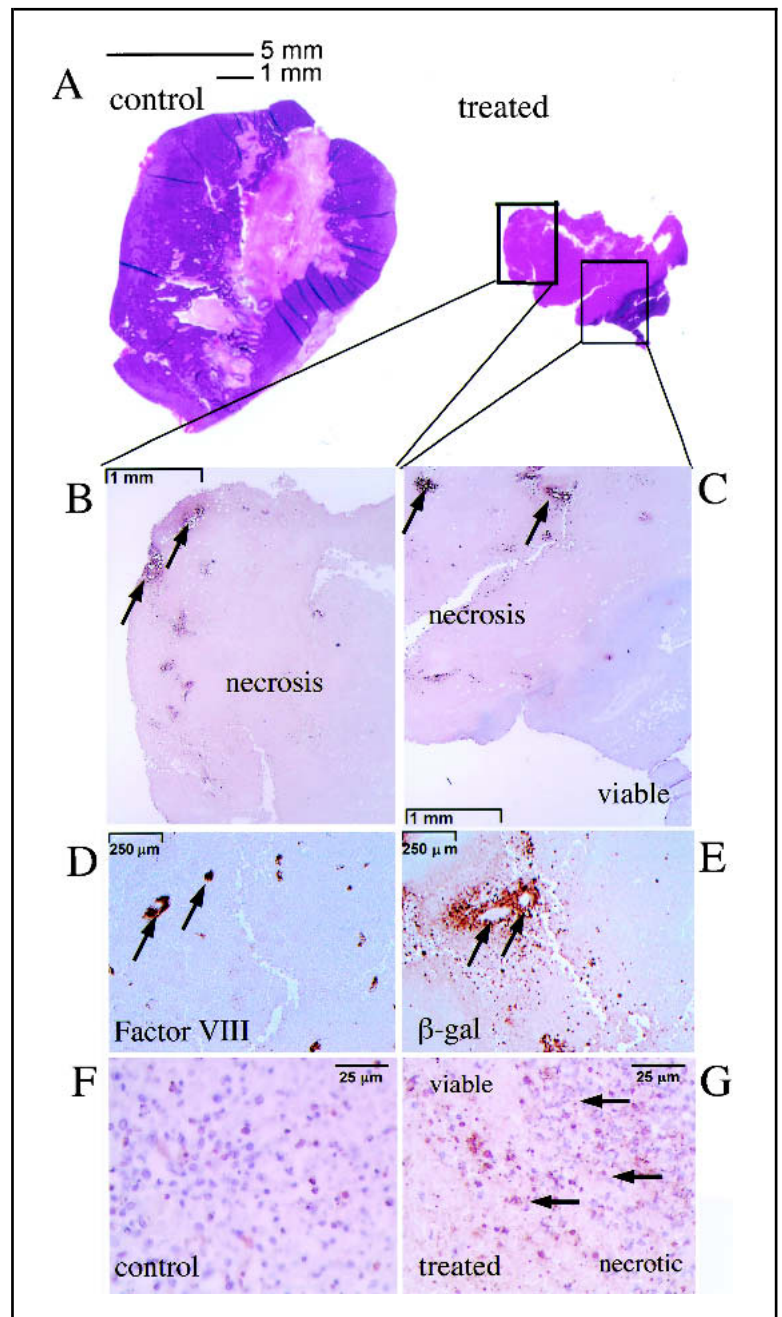 5 mm
1 mm
A
control
treated
B
1 mm
necrosis
C
necrosis
viable
1 mm
D
250 μm
Factor VIII
E
250 μm
β-gal
F
25 μm
control
G
viable
25 μm
treated
necrotic